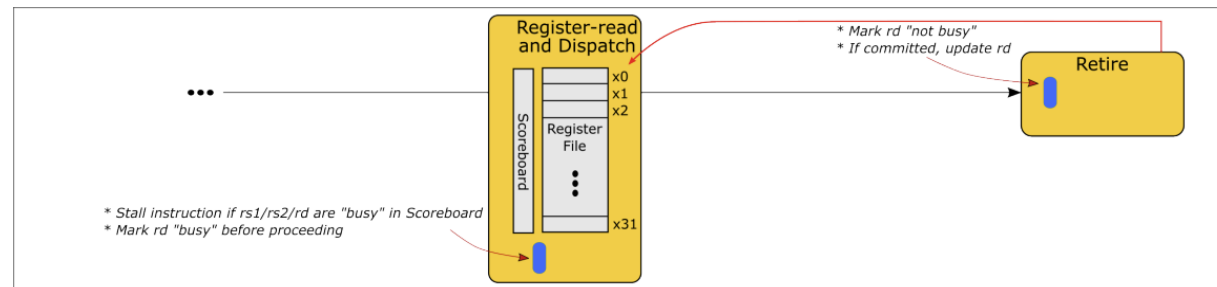 Register-read
and Dispatch
* Mark rd "not busy"
* If committed, update rd
Retire
x0
x1
x2
Scoreboard
Register
File
x31
* Stall instruction if rs1/rs2/rd are "busy" in Scoreboard
* Mark rd "busy" before proceeding